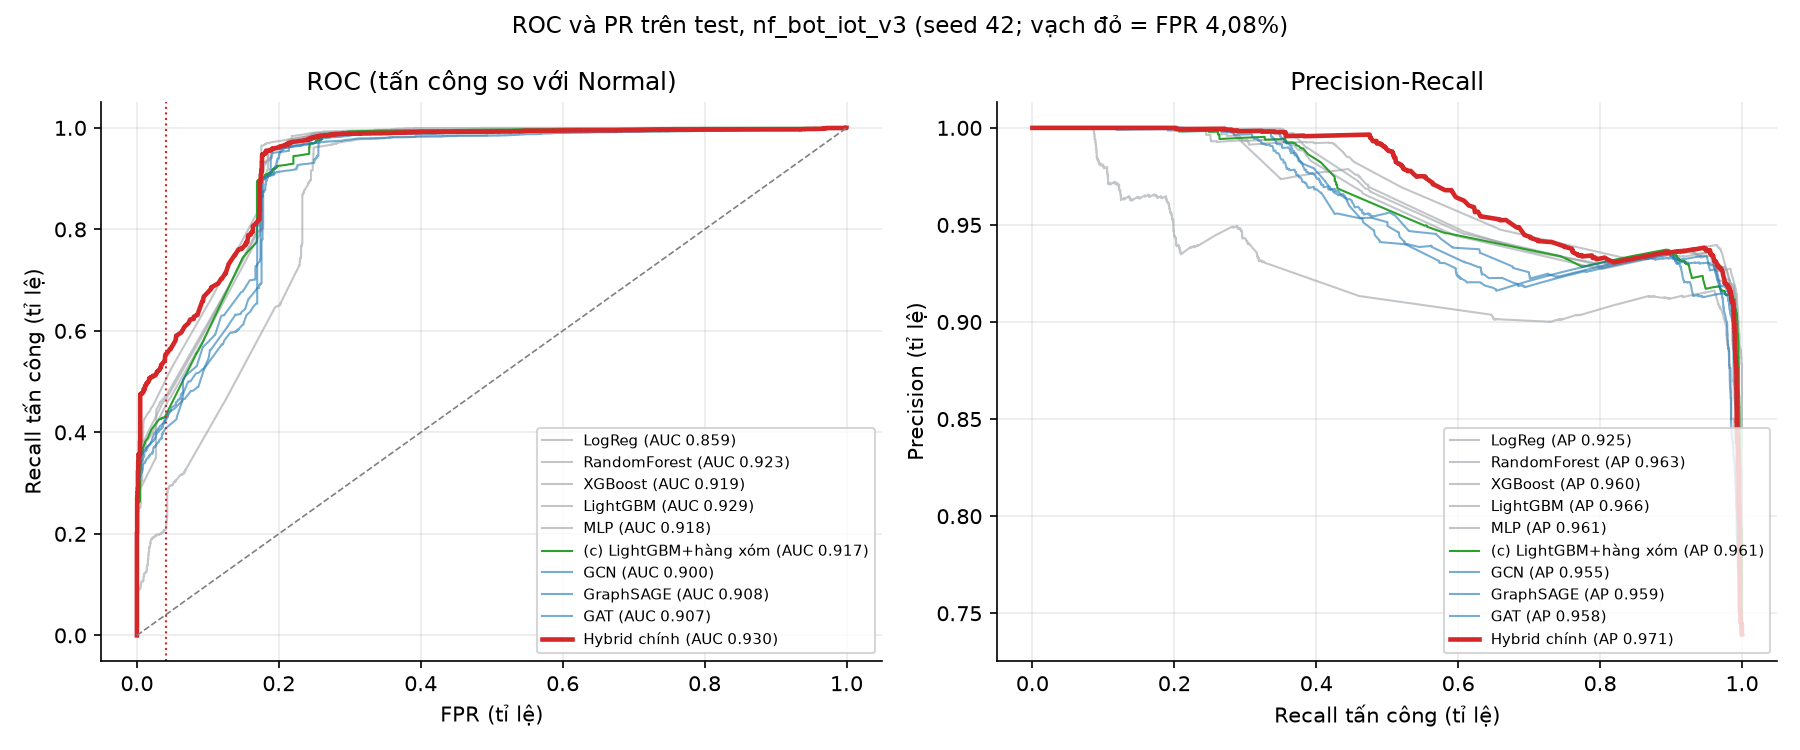 ROC và PR trên test, nf_bot_iot_v3 (seed 42; vạch đỏ = FPR 4,08%)
ROC (tấn công so với Normal)
Recall tấn công (tỉ lệ)
1.0
0.8
0.6
0.4
0.2
0.0
0.0
0.2
0.4
0.6
0.8
1.0
FPR (tỉ lệ)
LogReg (AUC 0.859)
RandomForest (AUC 0.923)
XGBoost (AUC 0.919)
LightGBM (AUC 0.929)
MLP (AUC 0.918)
(c) LightGBM+hàng xóm (AUC 0.917)
GCN (AUC 0.900)
GraphSAGE (AUC 0.908)
GAT (AUC 0.907)
Hybrid chính (AUC 0.930)
Precision-Recall
Precision (tỉ lệ)
1.00
0.95
0.90
0.85
0.80
0.75
0.0
0.2
0.4
0.6
0.8
1.0
Recall tấn công (tỉ lệ)
LogReg (AP 0.925)
RandomForest (AP 0.963)
XGBoost (AP 0.960)
LightGBM (AP 0.966)
MLP (AP 0.961)
(c) LightGBM+hàng xóm (AP 0.961)
GCN (AP 0.955)
GraphSAGE (AP 0.959)
GAT (AP 0.958)
Hybrid chính (AP 0.971)